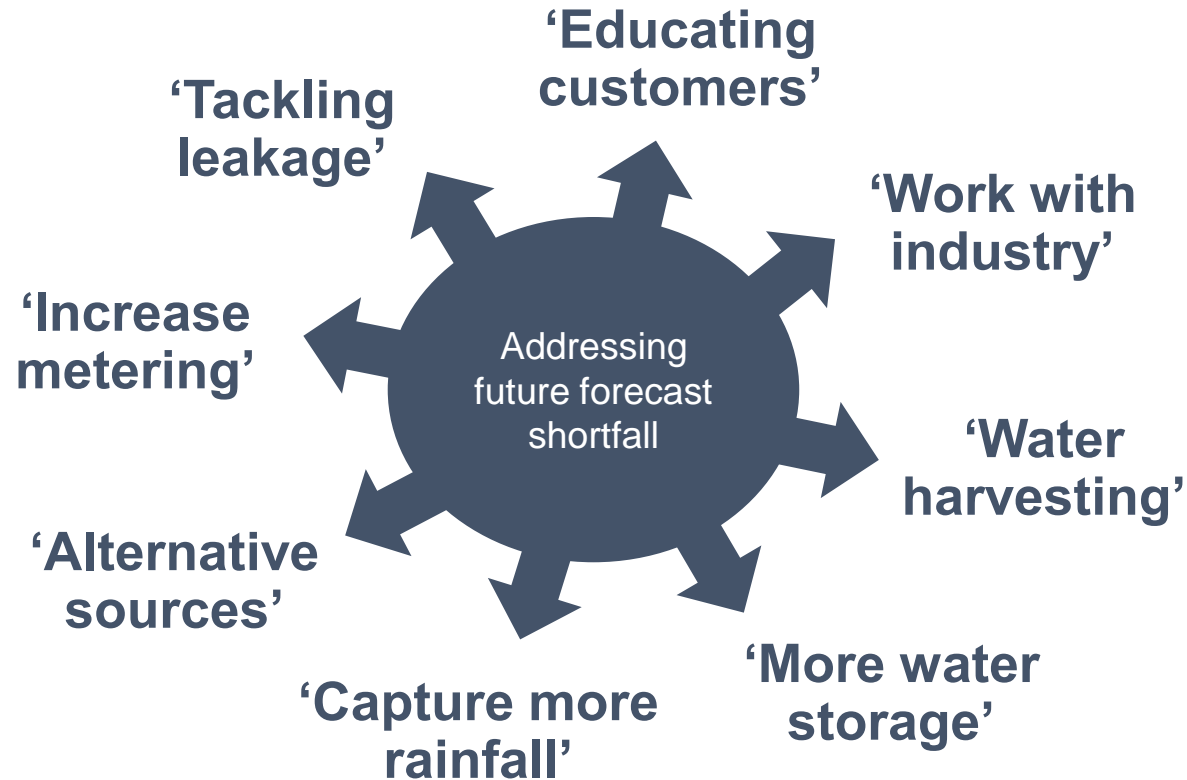 ‘Educating
customers’
‘Tackling
leakage’
‘Work with
industry’
‘Increase
metering’
Addressing
future forecast
shortfall
‘Water
harvesting’
‘Alternative
sources’
‘More water
storage’
‘Capture more
rainfall’